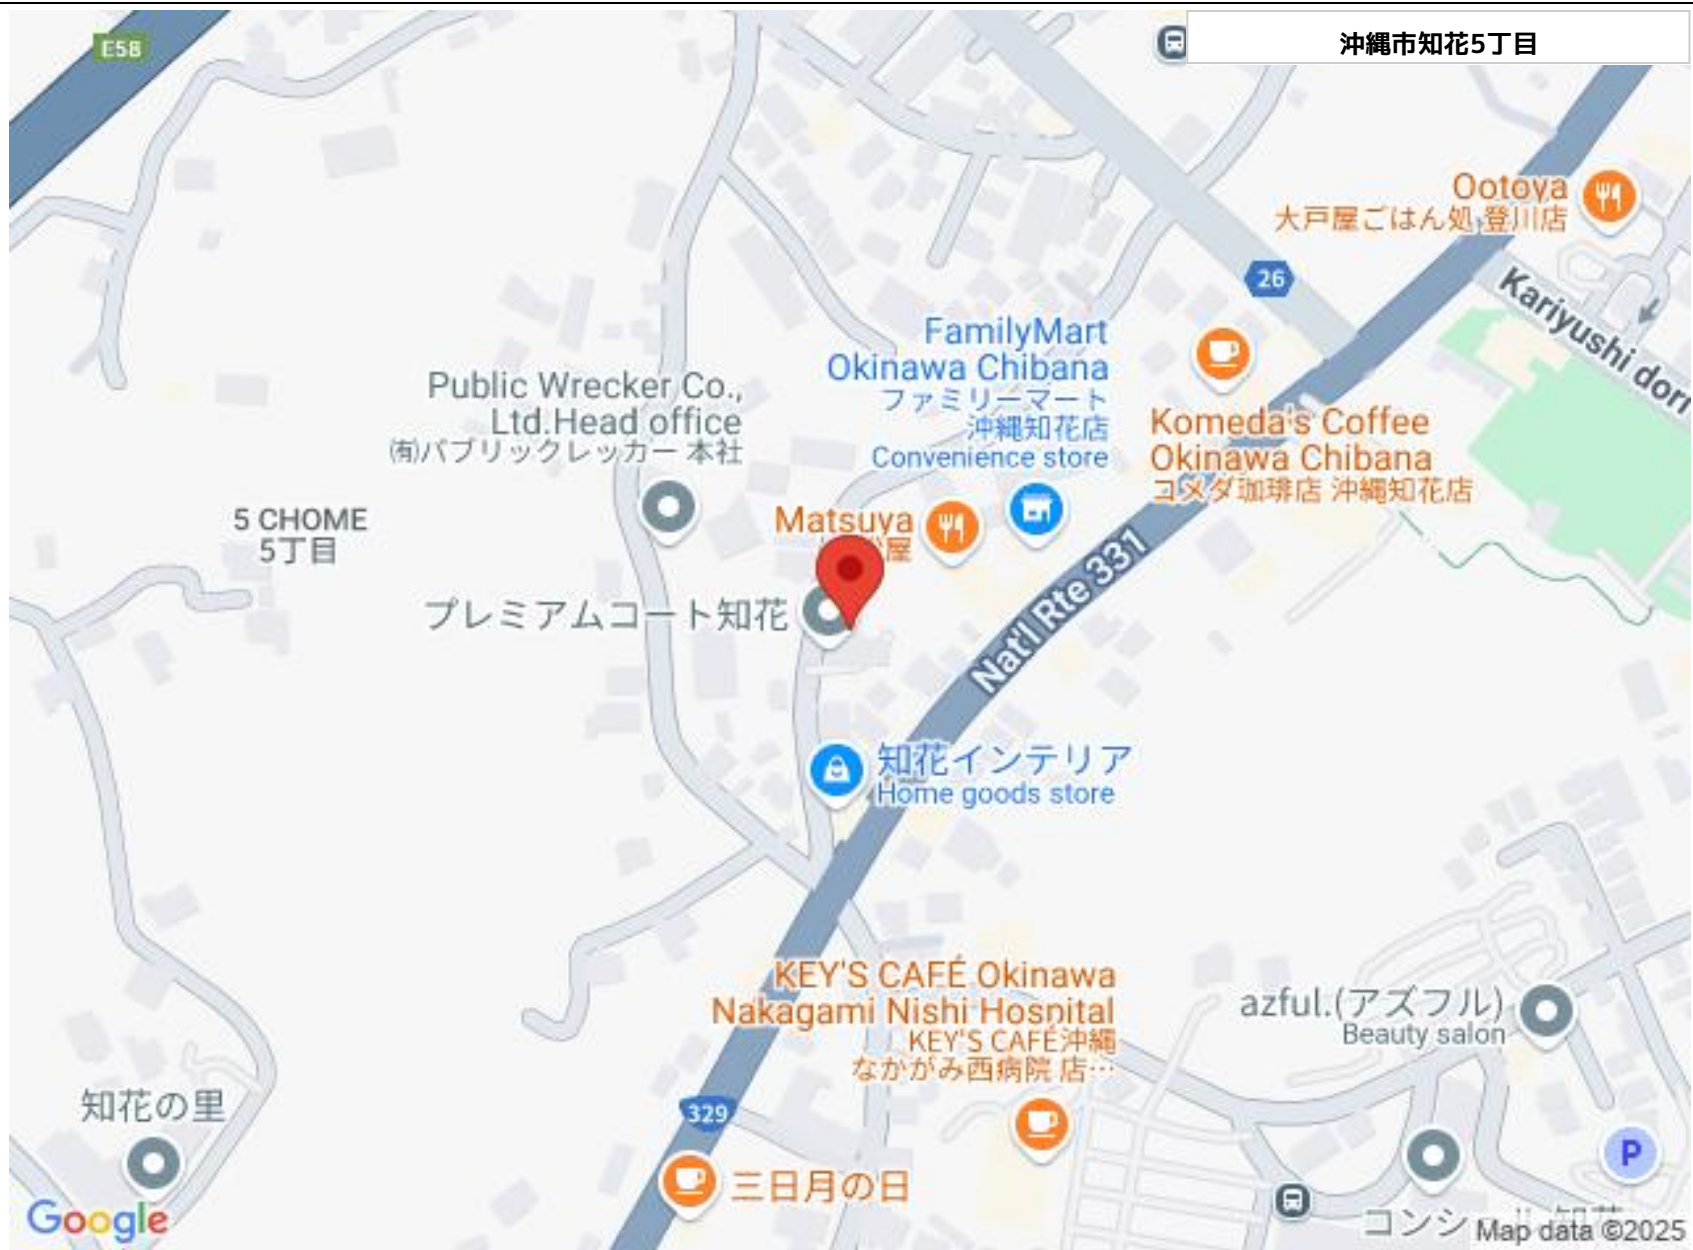 E58
沖縄市知花5丁目
Ootoya
大戸屋ごはん処 登川店
26
Kariyushi dori
FamilyMart
Okinawa Chibana
ファミリーマート
沖縄知花店
Convenience store
Public Wrecker Co.,
Ltd.Head office
㈲パブリックレッカー 本社
Komeda's Coffee
Okinawa Chibana
コメダ珈琲店 沖縄知花店
5 CHOME
5丁目
Matsuya
屋
Nat'l Rte 331
プレミアムコート知花
知花インテリア
Home goods store
KEY'S CAFÉ Okinawa
Nakagami Nishi Hospital
KEY'S CAFÉ沖縄
なかがみ西病院 店…
azful.(アズフル)
Beauty salon
知花の里
329
三日月の日
P
Google
コンシ
Map data ©2025